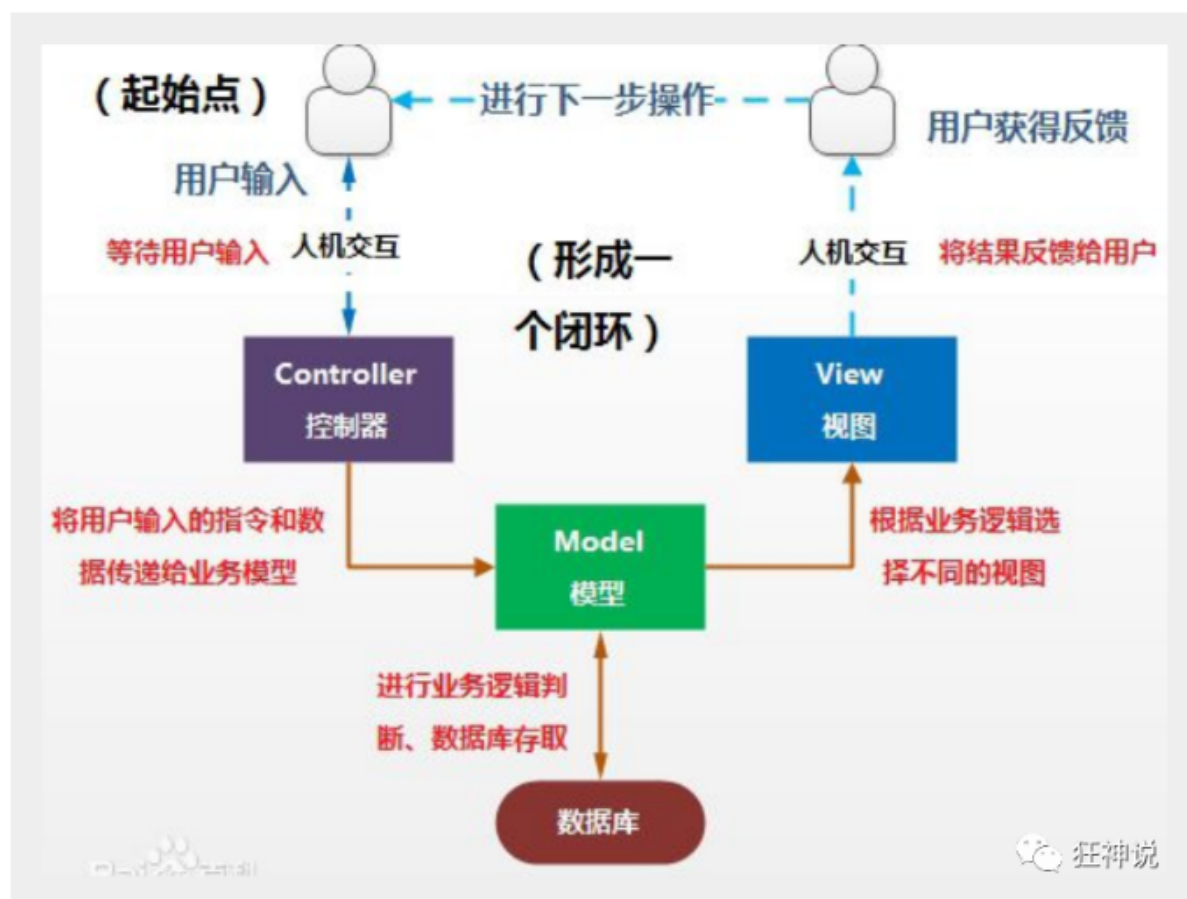 （起始点）
进行下一步操作
用户获得反馈
用户输入
等待用户输入
人机交互
（形成一
个闭环）
人机交互
将结果反馈给用户
Controller
控制器
View
视图
将用户输入的指令和数
据传递给业务模型
Model
模型
根据业务逻辑选
择不同的视图
进行业务逻辑判
断、数据库存取
数据库
狂神说